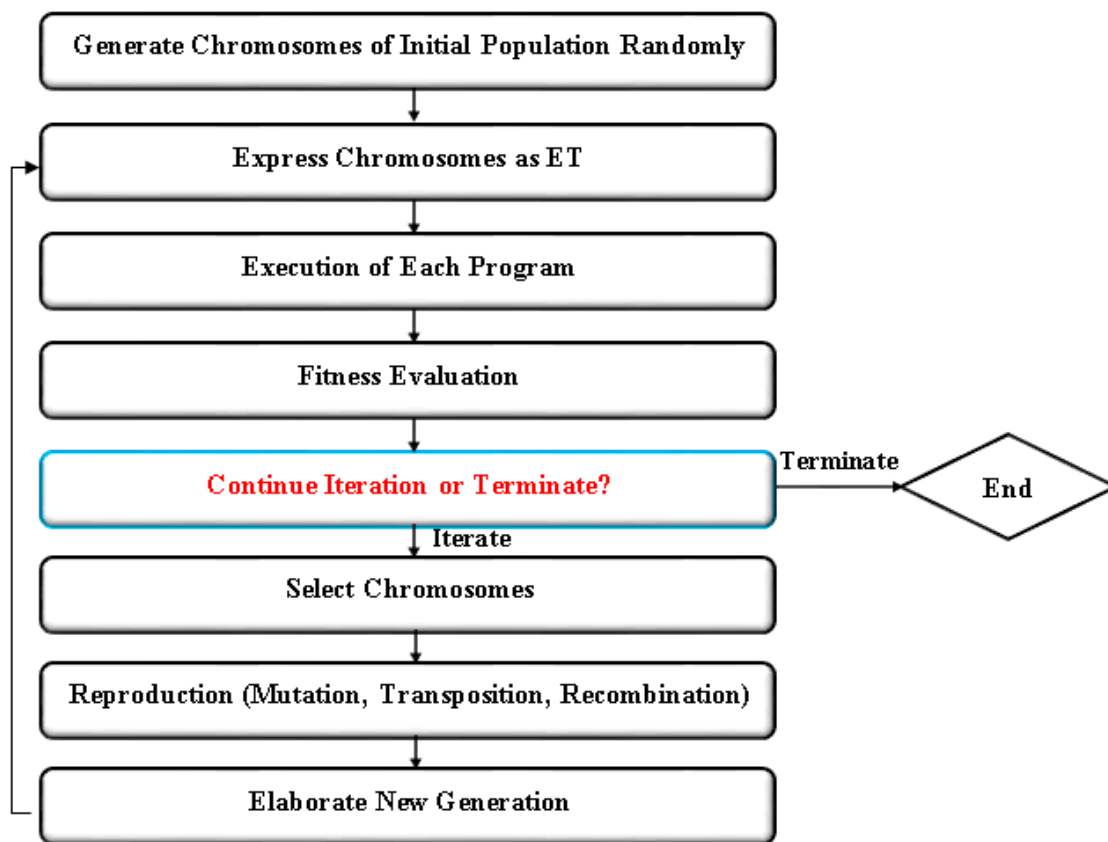 Generate Chromosomes of Initial Population Randomly
Express Chromosomes as ET
Execution of Each Program
Fitness Evaluation
Continue Iteration or Terminate?
Terminate
End
Iterate
Select Chromosomes
Reproduction (Mutation, Transposition, Recombination)
Elaborate New Generation